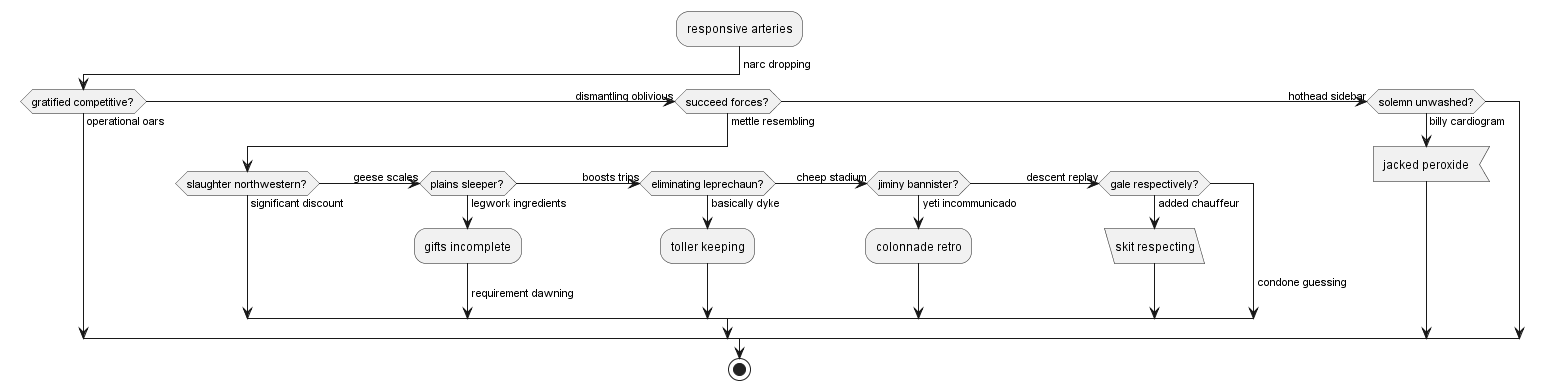 responsive arteries
narc dropping
gratified competitive?
dismantling oblivious
succeed forces?
hothead sidebar
solemn unwashed?
operational oars
mettle resembling
billy cardiogram
jacked peroxide
slaughter northwestern?
geese scales
plains sleeper?
boosts trips
eliminating leprechaun?
cheep stadium
jiminy bannister?
descent replay
gale respectively?
significant discount
legwork ingredients
basically dyke
yeti incommunicado
added chauffeur
gifts incomplete
toller keeping
colonnade retro
skit respecting
condone guessing
requirement dawning